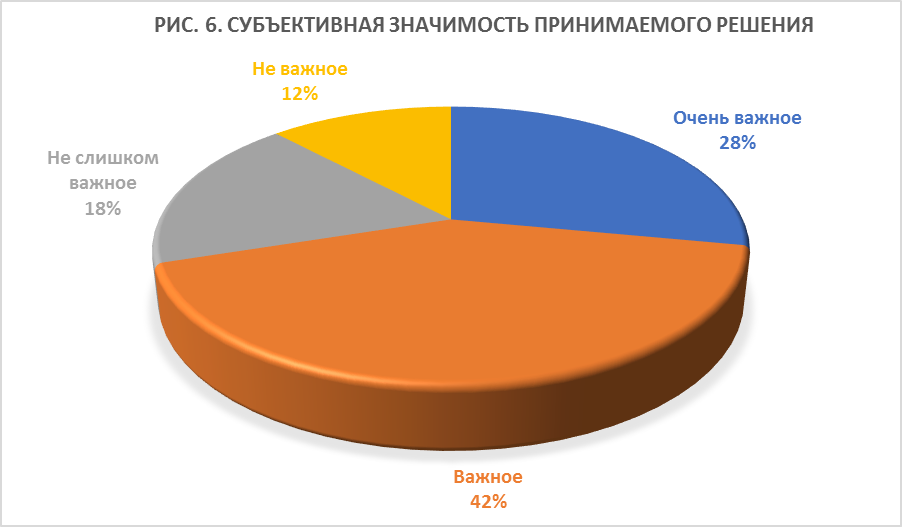 РИС. 6. СУБЪЕКТИВНАЯ ЗНАЧИМОСТЬ ПРИНИМАЕМОГО РЕШЕНИЯ
Не важное
12%
Очень важное
28%
Не слишком
важное
18%
Важное
42%